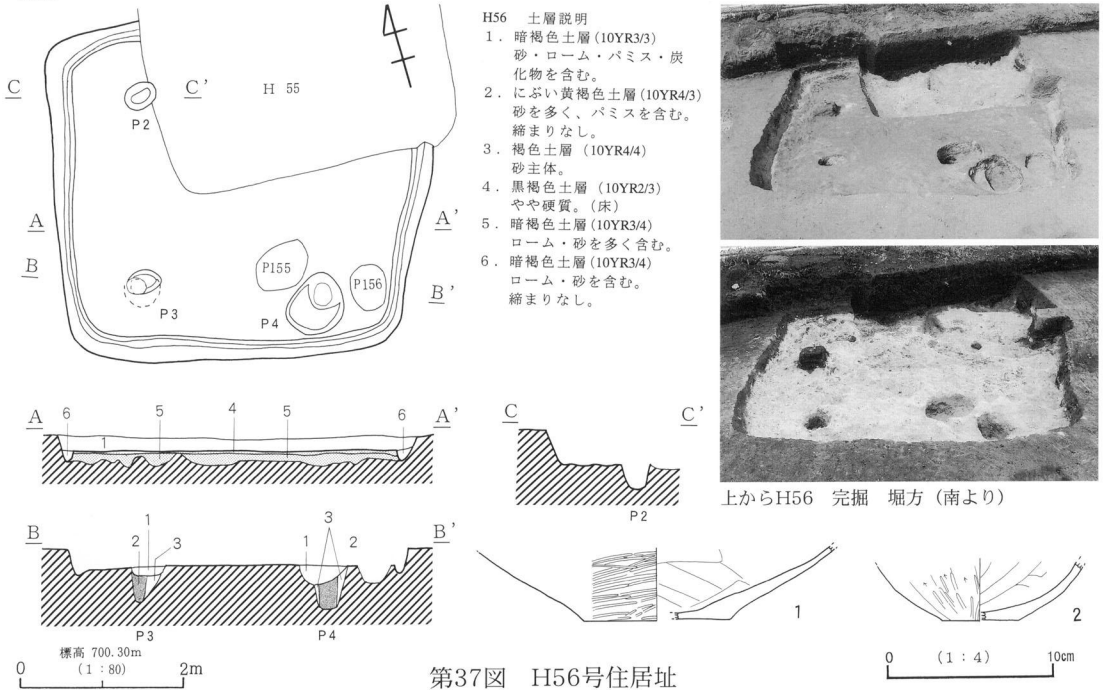 H56　土層説明
1．暗褐色土層(10YR3/3)
砂・ローム・パミス・炭
化物を含む。
2．にぶい黄褐色土層(10YR4/3)
砂を多く、パミスを含む。
締まりなし。
3．褐色土層 (10YR4/4)
砂主体。
4．黒褐色土層 (10YR2/3)
やや硬質。(床)
5．暗褐色土層(10YR3/4)
ローム・砂を多く含む。
6．暗褐色土層(10YR3/4)
ローム・砂を含む。
締まりなし。
C
C'
H 55
P2
A
A'
B
B'
P155
P156
P3
P4
A
6 5 4 5 6
A'
1
C
C'
P2
B
1 2 3
3 1 2
B'
P3
P4
標高 700.30m
(1：80)
0 2m
上からH56　完掘　堀方（南より）
1
2
0 (1：4) 10cm
第37図　H56号住居址